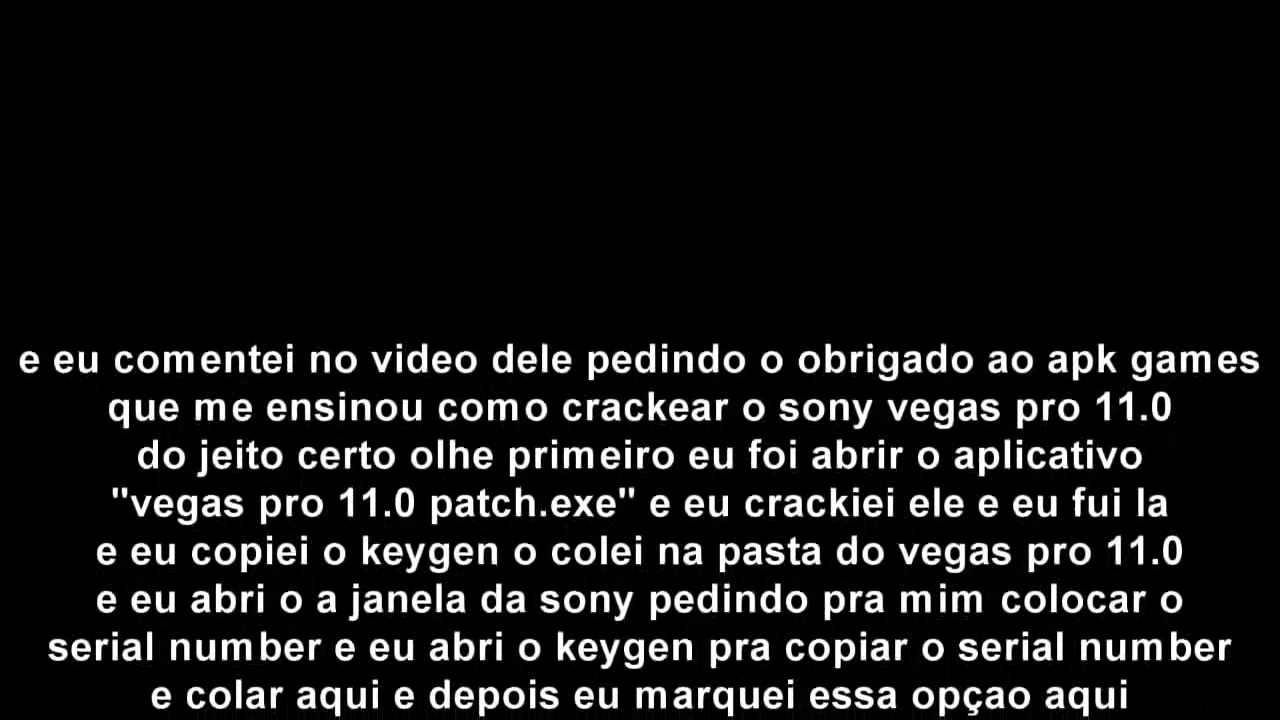 e eu comentei no video dele pedindo o obrigado ao apk games
que me ensinou como crackear o sony vegas pro 11.0
do jeito certo olhe primeiro eu foi abrir o aplicativo
"vegas pro 11.0 patch.exe" e eu crackiei ele e eu fui la
e eu copiei o keygen o colei na pasta do vegas pro 11.0
e eu abri o a janela da sony pedindo pra mim colocar o
serial number e eu abri o keygen pra copiar o serial number
e colar aqui e depois eu marquei essa opçao aqui